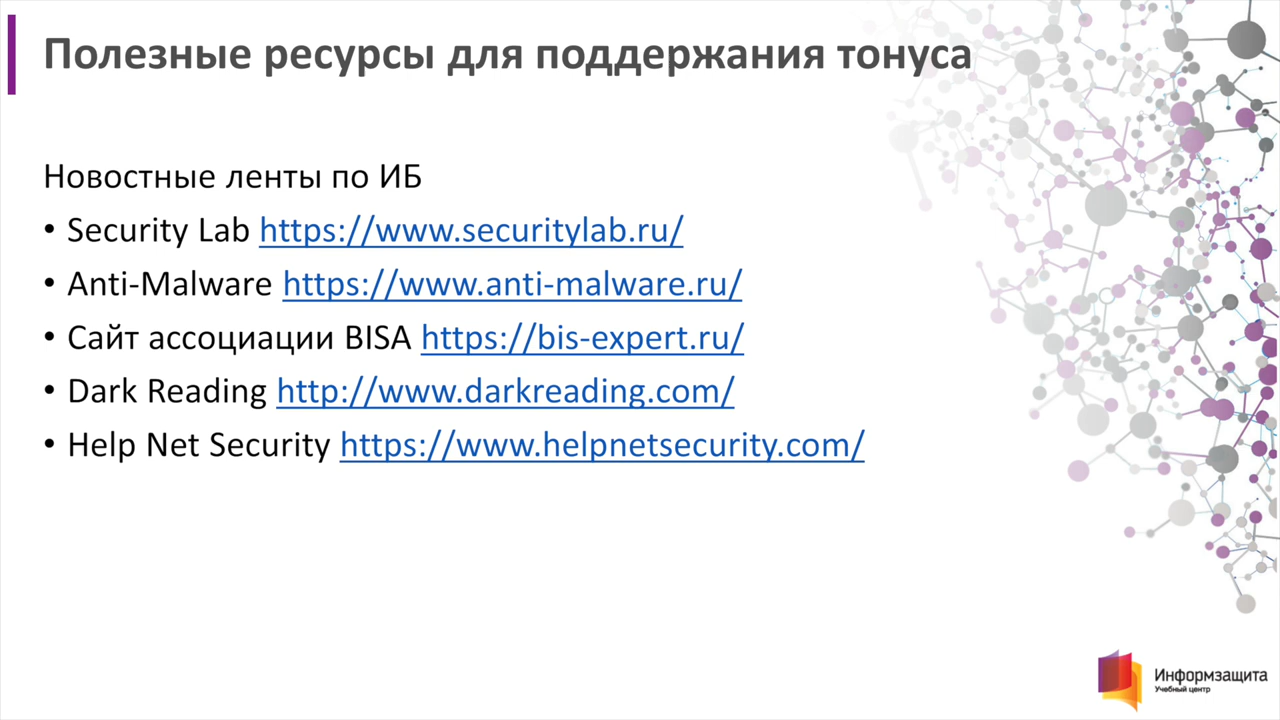 Полезные ресурсы для поддержания тонуса
Новостные ленты по ИБ
• Security Lab https://www.securitylab.ru/
• Anti-Malware https://www.anti-malware.ru/
• Сайт ассоциации BISA https://bis-expert.ru/
• Dark Reading http://www.darkreading.com/
• Help Net Security https://www.helpnetsecurity.com/
Информзащита
Учебный центр